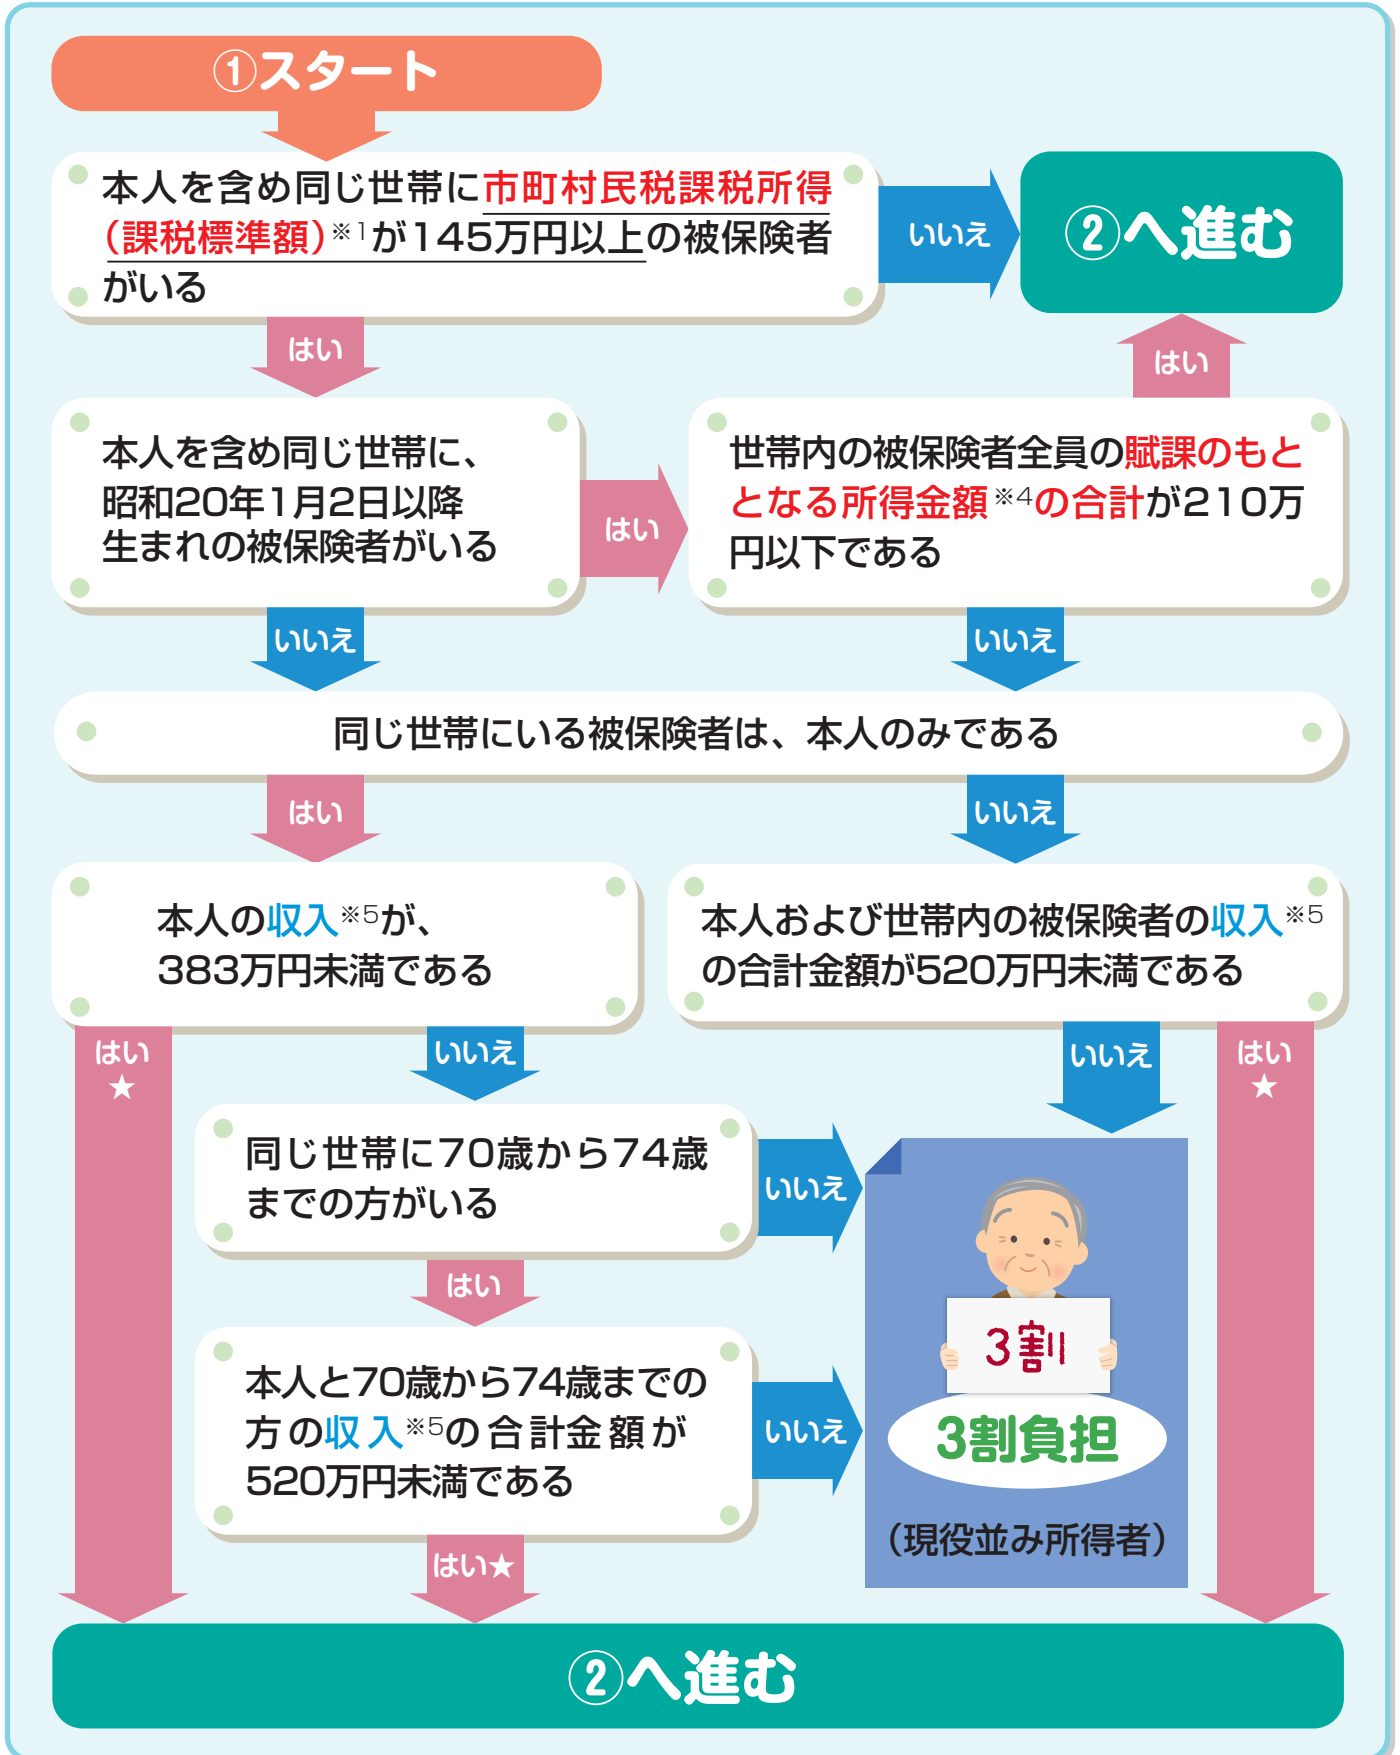 ①スタート
本人を含め同じ世帯に市町村民税課税所得
(課税標準額)※1が145万円以上の被保険者
がいる
いいえ
②へ進む
はい
はい
本人を含め同じ世帯に、
昭和20年1月2日以降
生まれの被保険者がいる
はい
世帯内の被保険者全員の賦課のもと
となる所得金額※4の合計が210万
円以下である
いいえ
いいえ
同じ世帯にいる被保険者は、本人のみである
はい
いいえ
本人の収入※5が、
383万円未満である
本人および世帯内の被保険者の収入※5
の合計金額が520万円未満である
はい
★
いいえ
いいえ
はい
★
同じ世帯に70歳から74歳
までの方がいる
いいえ
はい
本人と70歳から74歳までの
方の収入※5の合計金額が
520万円未満である
いいえ
3割
3割負担
(現役並み所得者)
はい★
②へ進む